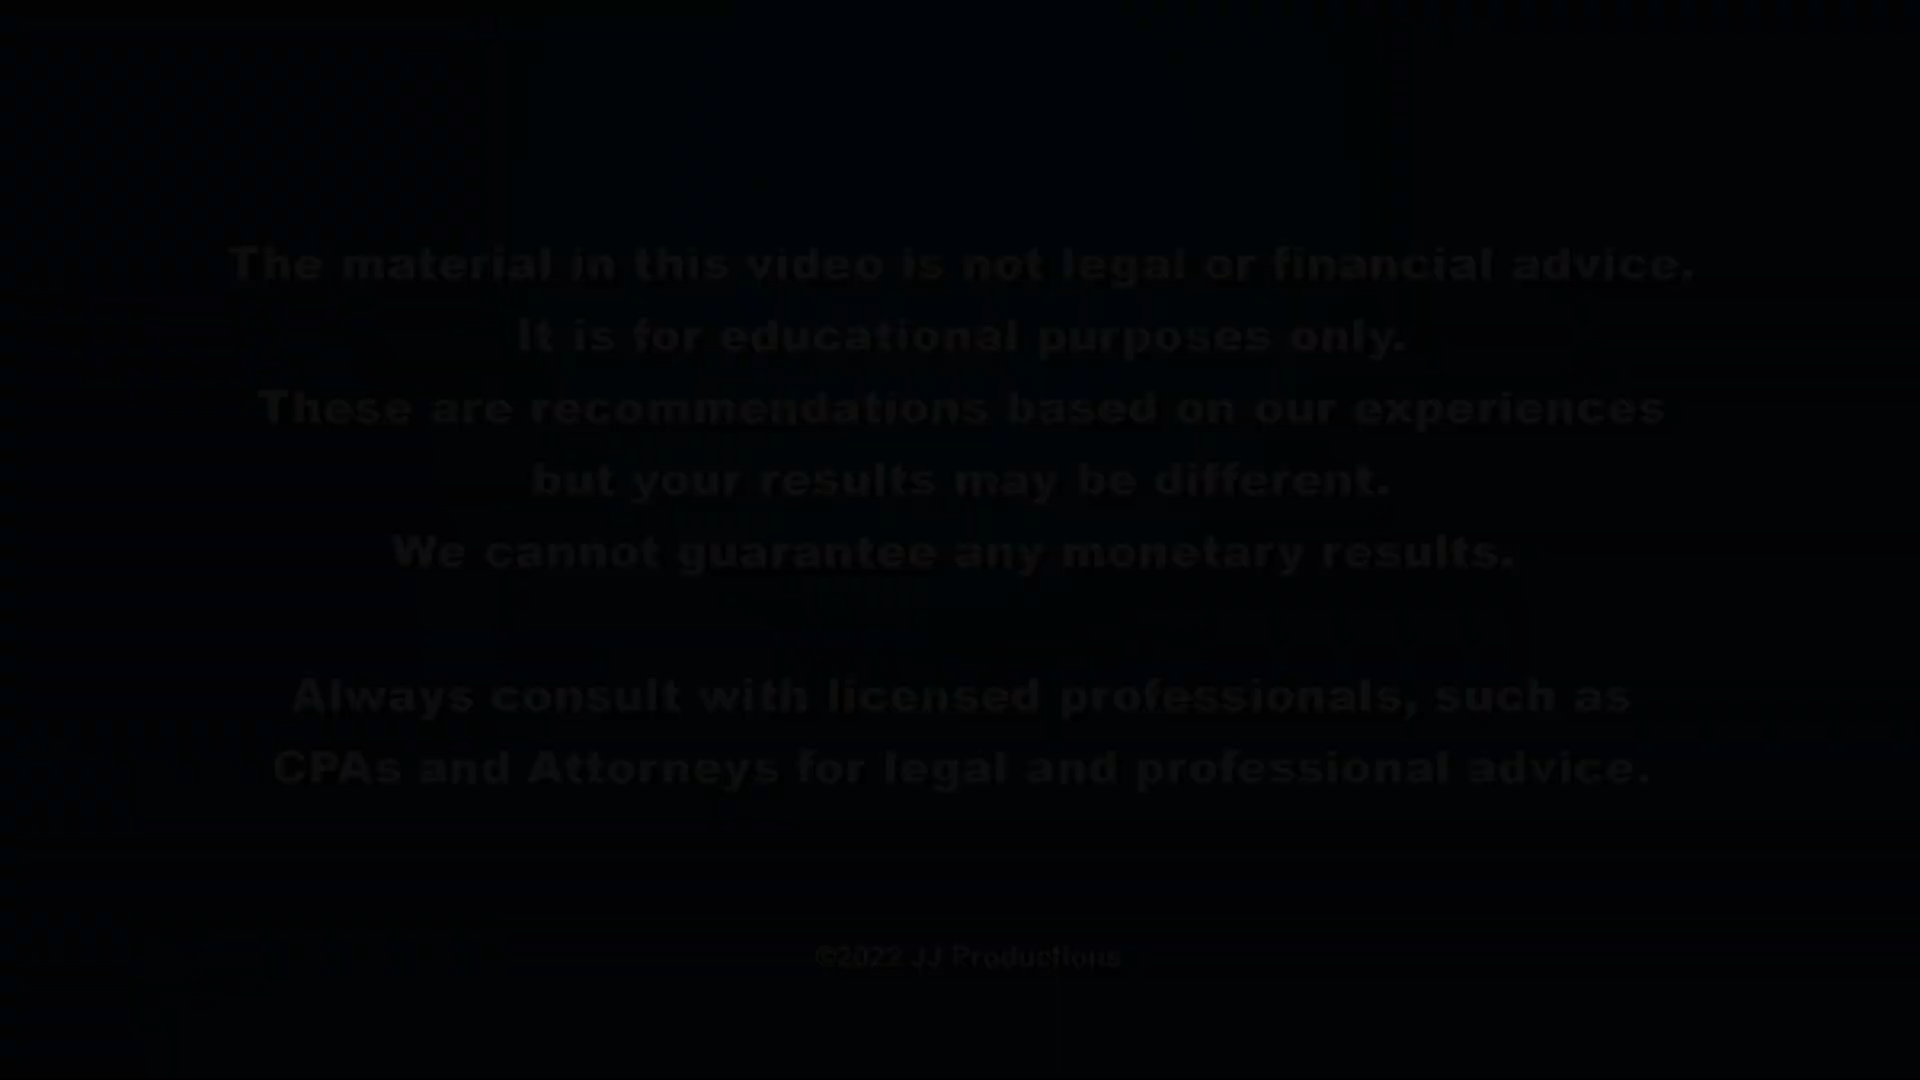 The material in this video is not legal or financial advice.
It is for educational purposes only.
These are recommendations based on our experiences
but your results may be different.
We cannot guarantee any monetary results.
Always consult with licensed professionals, such as
CPAs and Attorneys for legal and professional advice.
©2022 JJ Productions